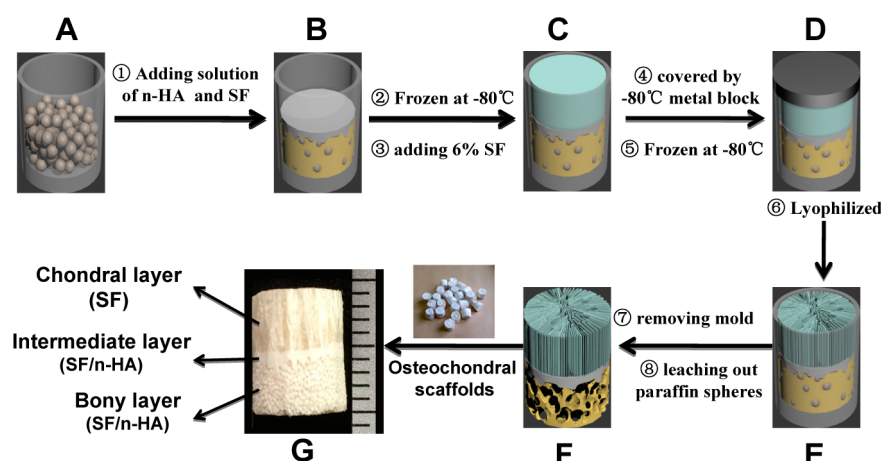 A
B
C
D
① Adding solution
of n-HA and SF
② Frozen at -80℃
③ adding 6% SF
④ covered by
-80℃ metal block
⑤ Frozen at -80℃
⑥ Lyophilized
Chondral layer
(SF)
Intermediate layer
(SF/n-HA)
Bony layer
(SF/n-HA)
Osteochondral
scaffolds
⑦ removing mold
⑧ leaching out
paraffin spheres
G